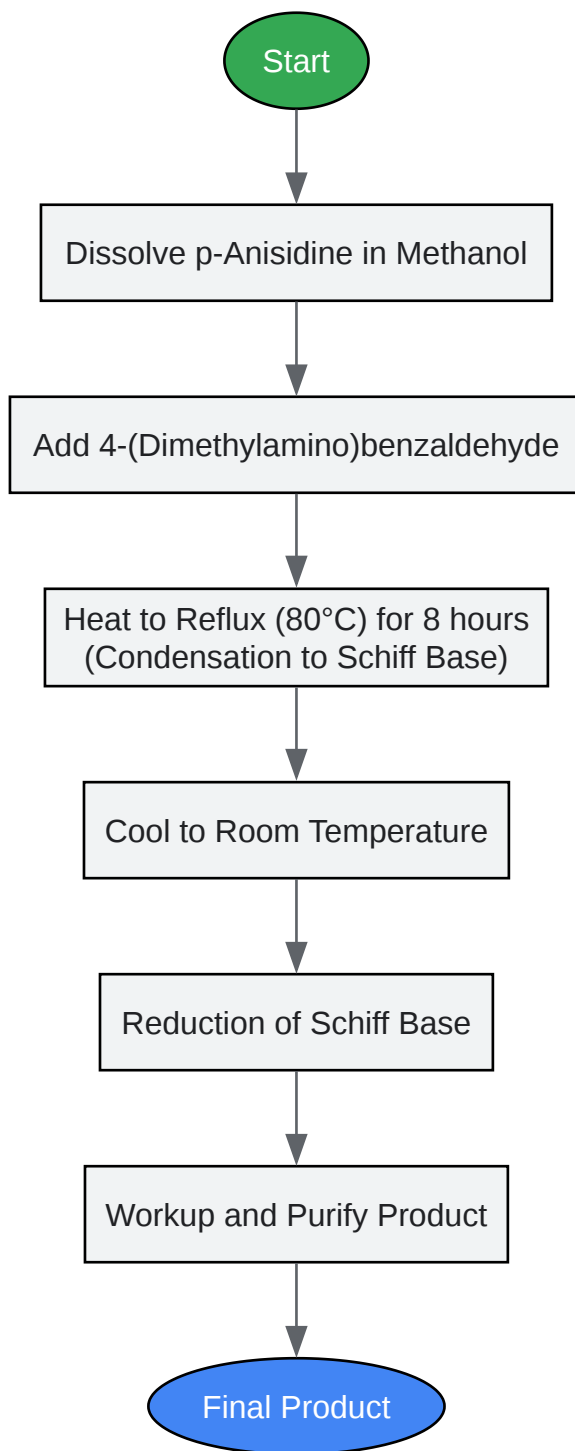 Start
Dissolve p-Anisidine in Methanol
Add 4-(Dimethylamino)benzaldehyde
Heat to Reflux (80°C) for 8 hours
(Condensation to Schiff Base)
Cool to Room Temperature
Reduction of Schiff Base
Workup and Purify Product
Final Product